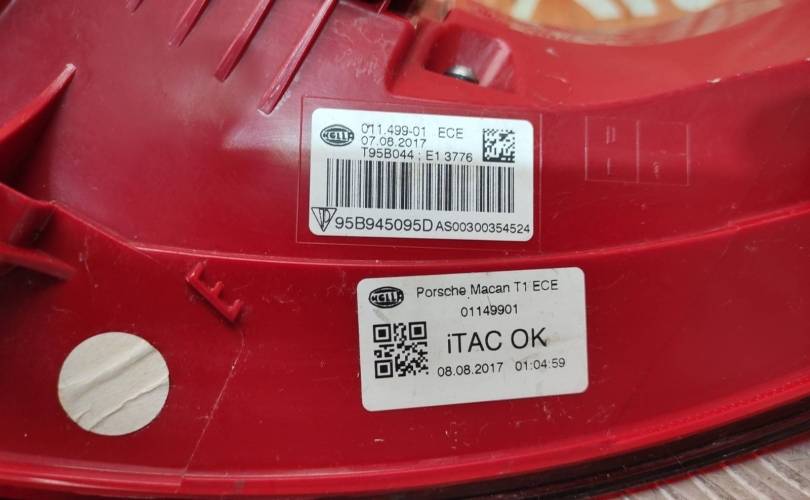 HELLA
011.499-01 ECE
07.08.2017
T95B044 : E1 3776
95B945095D AS00300354524
E
HELLA
Porsche Macan T1 ECE
01149901
iTAC OK
08.08.2017 01:04:59